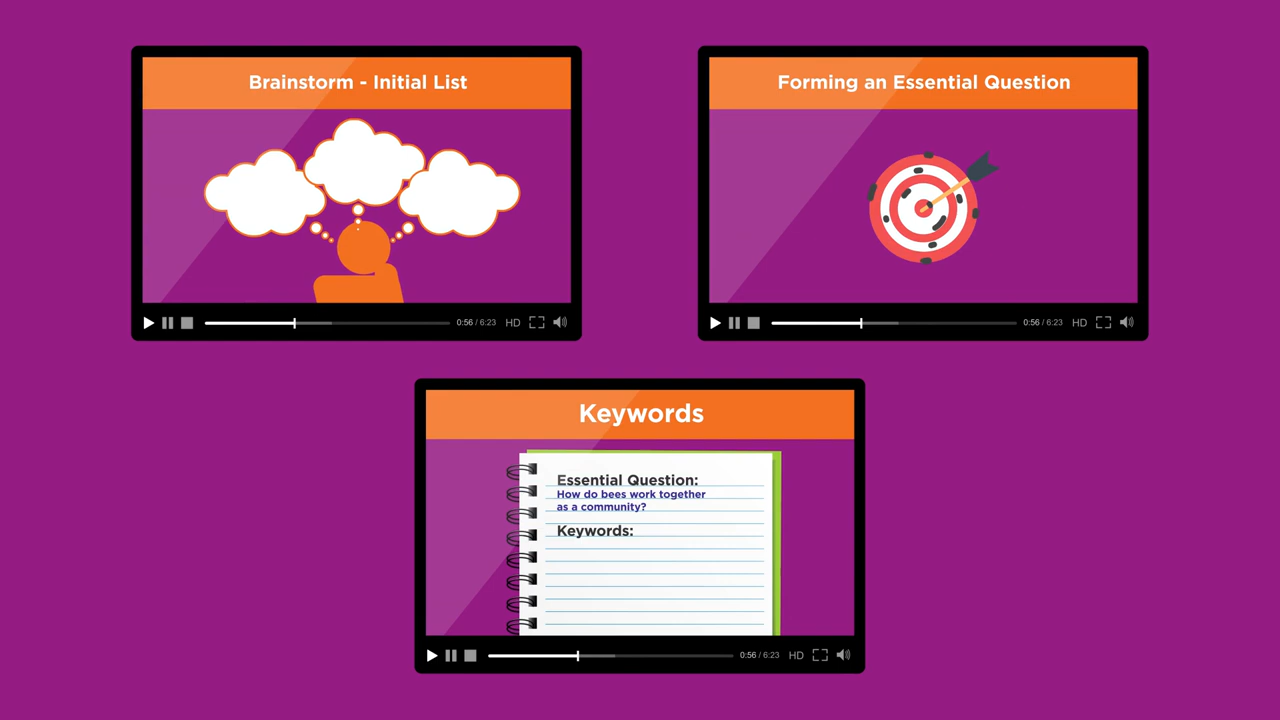 Brainstorm - Initial List
0:56 / 6:23
HD
Forming an Essential Question
0:56 / 6:23
HD
Keywords
Essential Question:
How do bees work together
as a community?
Keywords:
0:56 / 6:23
HD